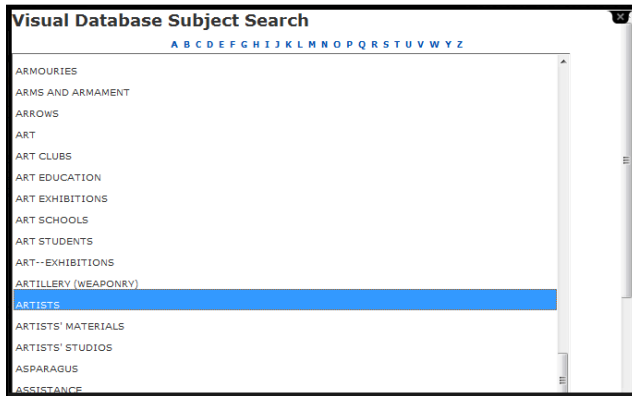 Visual Database Subject Search
A B C D E F G H I J K L M N O P Q R S T U V W Y Z
ARMOURIES
ARMS AND ARMAMENT
ARROWS
ART
ART CLUBS
ART EDUCATION
ART EXHIBITIONS
ART SCHOOLS
ART STUDENTS
ART--EXHIBITIONS
ARTILLERY (WEAPONRY)
ARTISTS
ARTISTS' MATERIALS
ARTISTS' STUDIOS
ASPARAGUS
ASSISTANCE